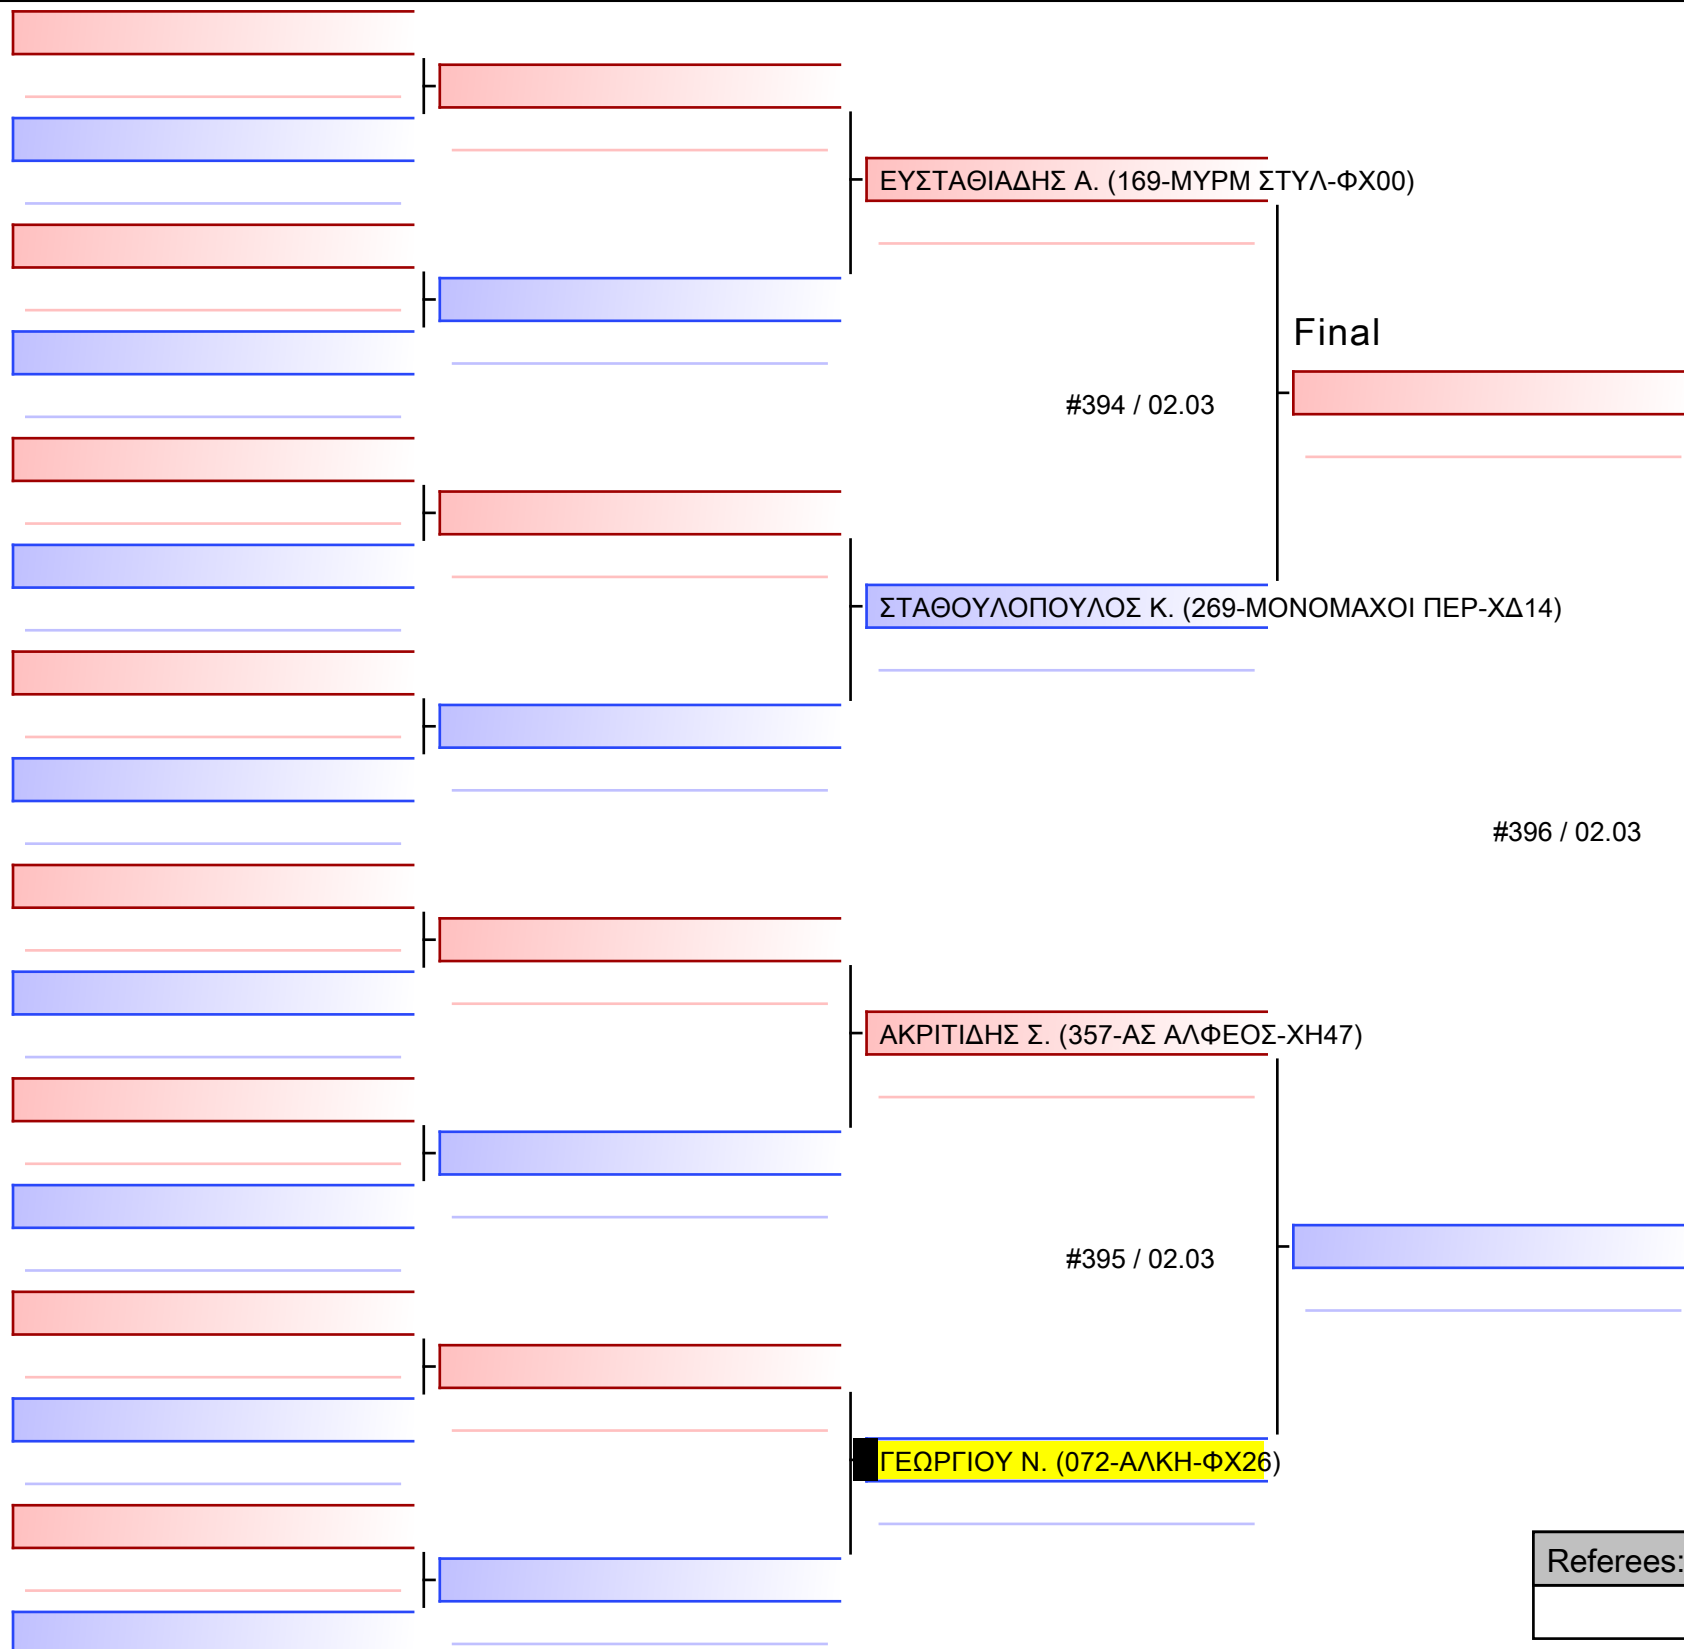 ΕΥΣΤΑΘΙΑΔΗΣ Α. (169-ΜΥΡΜ ΣΤΥΛ-ΦΧ00)
Final
#394 / 02.03
ΣΤΑΘΟΥΛΟΠΟΥΛΟΣ Κ. (269-ΜΟΝΟΜΑΧΟΙ ΠΕΡ-ΧΔ14)
#396 / 02.03
ΑΚΡΙΤΙΔΗΣ Σ. (357-ΑΣ ΑΛΦΕΟΣ-ΧΗ47)
#395 / 02.03
ΓΕΩΡΓΙΟΥ Ν. (072-ΑΛΚΗ-ΦΧ26)
Referees: